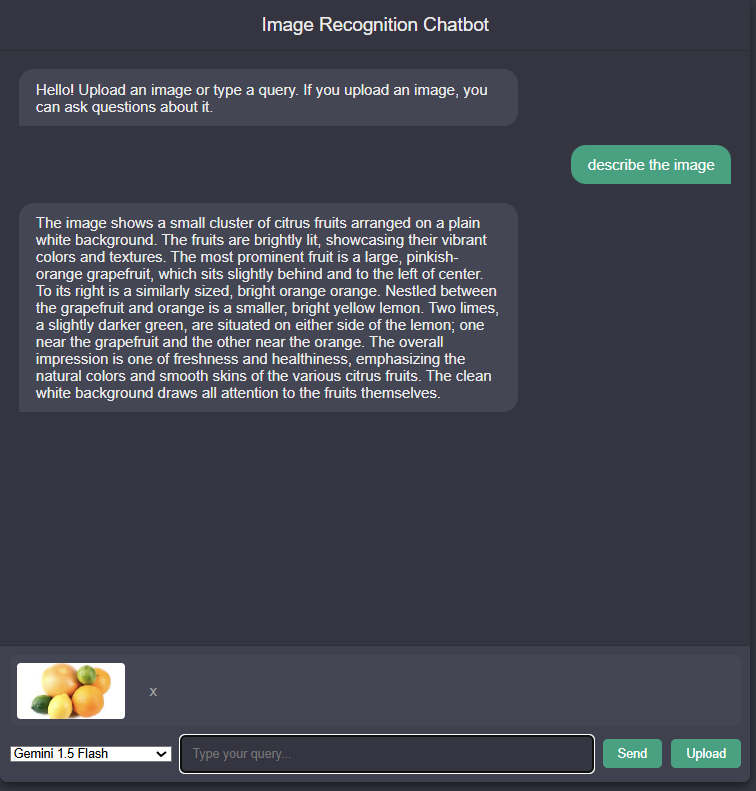 Image Recognition Chatbot
Hello! Upload an image or type a query. If you upload an image, you
can ask questions about it.
describe the image
The image shows a small cluster of citrus fruits arranged on a plain
white background. The fruits are brightly lit, showcasing their vibrant
colors and textures. The most prominent fruit is a large, pinkish-
orange grapefruit, which sits slightly behind and to the left of center.
To its right is a similarly sized, bright orange orange. Nestled between
the grapefruit and orange is a smaller, bright yellow lemon. Two limes,
a slightly darker green, are situated on either side of the lemon; one
near the grapefruit and the other near the orange. The overall
impression is one of freshness and healthiness, emphasizing the
natural colors and smooth skins of the various citrus fruits. The clean
white background draws all attention to the fruits themselves.
x
Gemini 1.5 Flash
Type your query...
Send
Upload